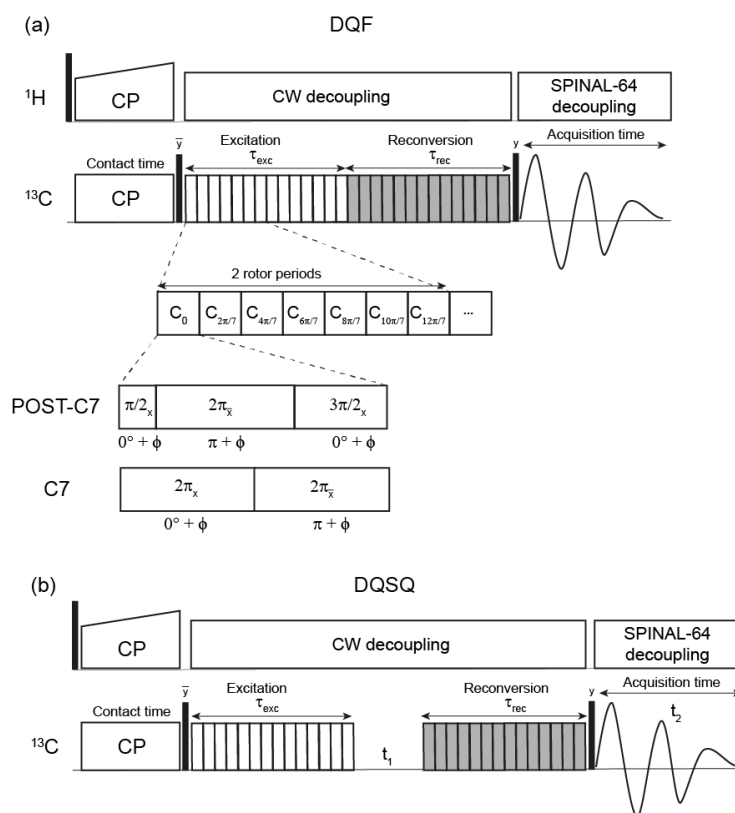 (a) DQF
¹H
CP
CW decoupling
SPINAL-64
decoupling
Contact time
y̅
Excitation
τexc
Reconversion
τrec
y
Acquisition time
¹³C
CP
2 rotor periods
C₀ C2π/7 C4π/7 C6π/7 C8π/7 C10π/7 C12π/7 ...
POST-C7
π/2ₓ 2πx̅ 3π/2ₓ
0° + ϕ π + ϕ 0° + ϕ
C7
2πₓ 2πx̅
0° + ϕ π + ϕ
(b) DQSQ
CP
CW decoupling
SPINAL-64
decoupling
Contact time
y̅
Excitation
τexc
Reconversion
τrec
y
Acquisition time
¹³C
CP
t₁
t₂